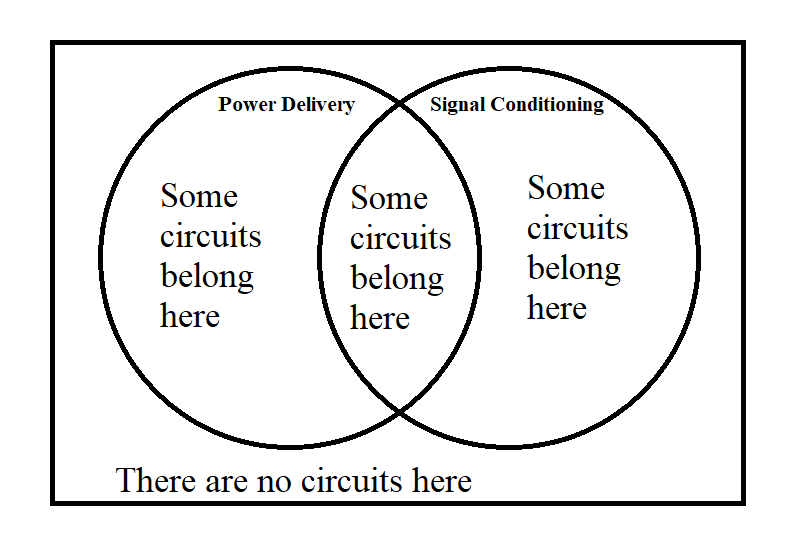 Power Delivery
Signal Conditioning
Some
circuits
belong
here
Some
circuits
belong
here
Some
circuits
belong
here
There are no circuits here